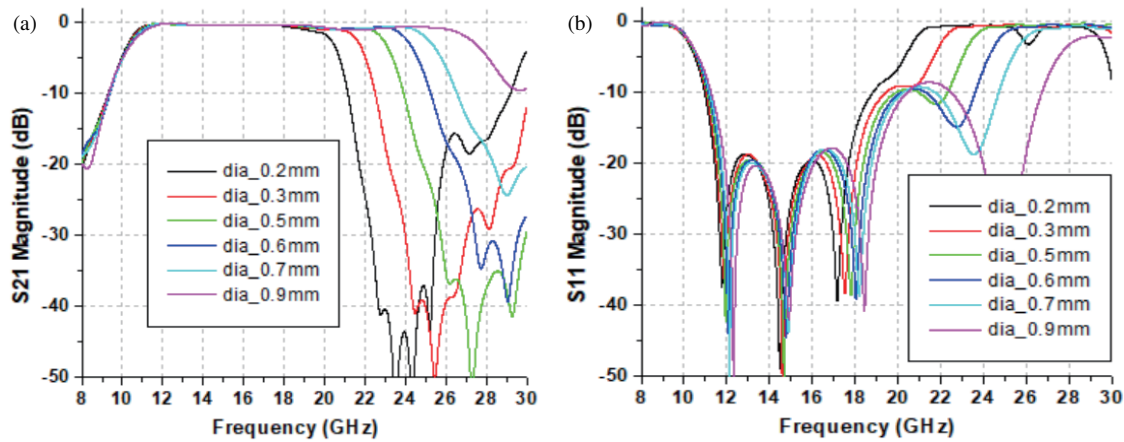 (a)
0
-10
-20
-30
-40
-50
S21 Magnitude (dB)
dia_0.2mm
dia_0.3mm
dia_0.5mm
dia_0.6mm
dia_0.7mm
dia_0.9mm
8 10 12 14 16 18 20 22 24 26 28 30
Frequency (GHz)
(b)
0
-10
-20
-30
-40
-50
S11 Magnitude (dB)
dia_0.2mm
dia_0.3mm
dia_0.5mm
dia_0.6mm
dia_0.7mm
dia_0.9mm
8 10 12 14 16 18 20 22 24 26 28 30
Frequency (GHz)